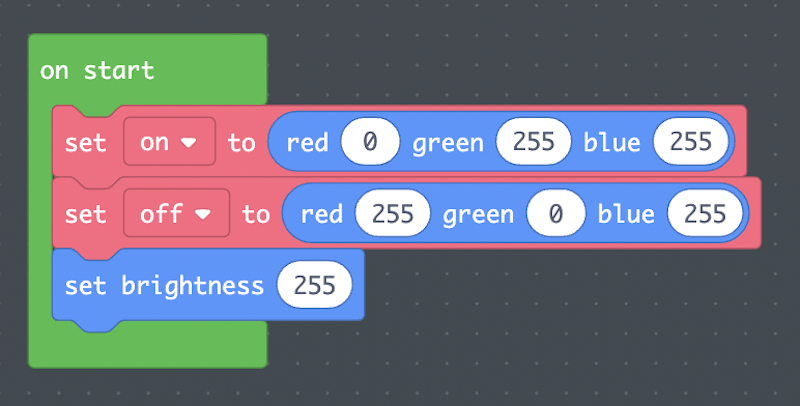 on start
set on to red 0 green 255 blue 255
set off to red 255 green 0 blue 255
set brightness 255